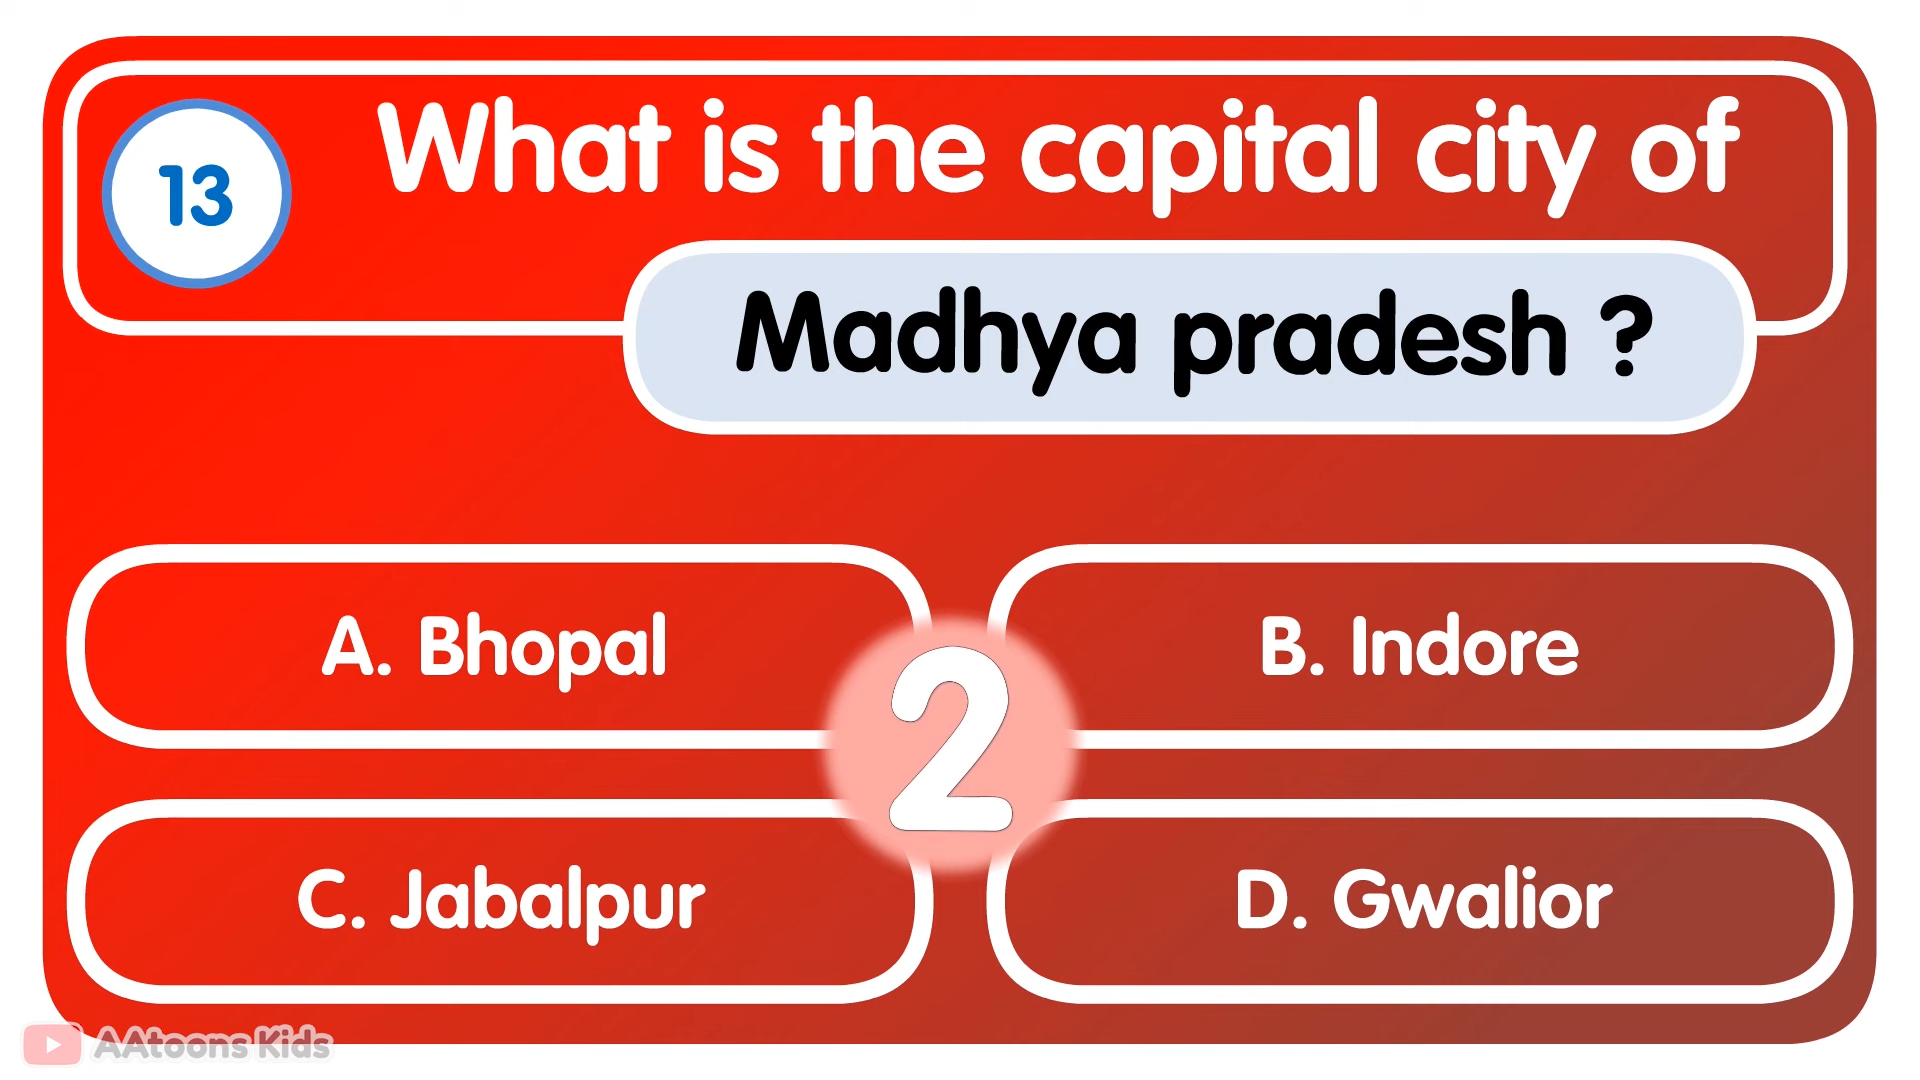 13
What is the capital city of
Madhya pradesh ?
A. Bhopal
B. Indore
2
C. Jabalpur
D. Gwalior
AAtoons Kids